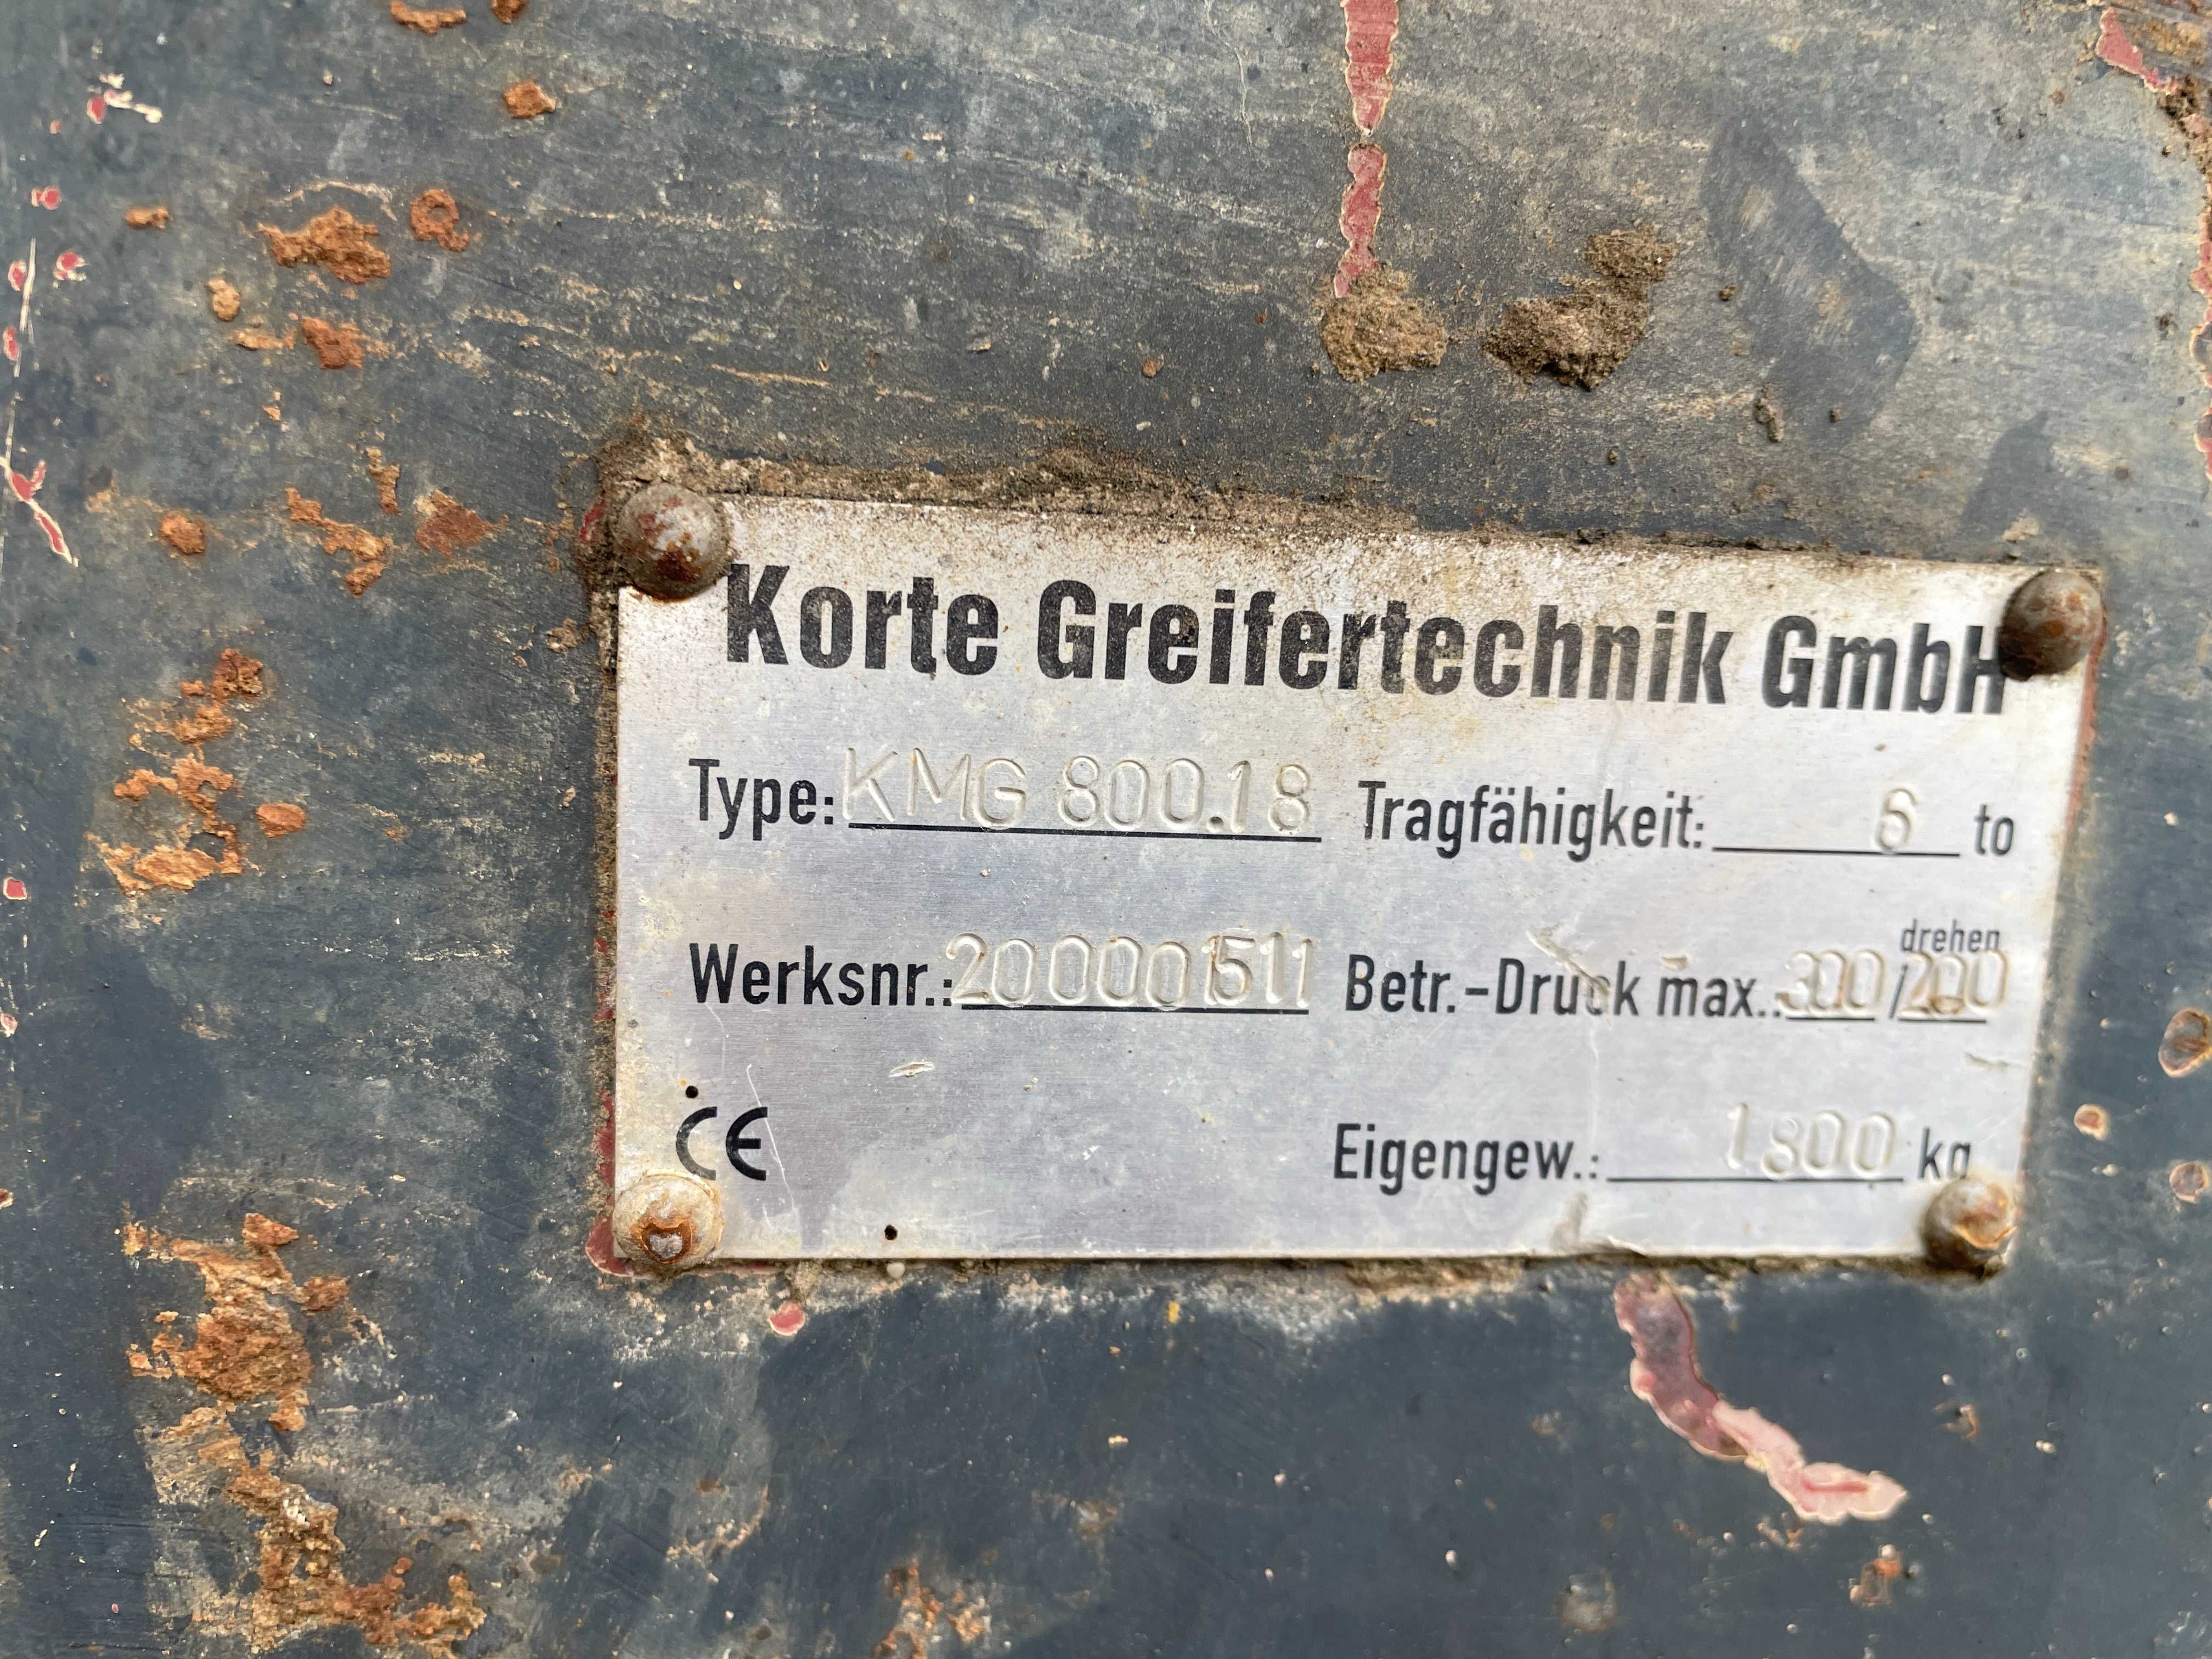 Korte Greifertechnik GmbH
Type: KMG 800.18 Tragfähigkeit: 6 to
Werksnr.: 200001511 Betr.-Druck max.: 300 / drehen 200
CE Eigengew.: 1800 kg